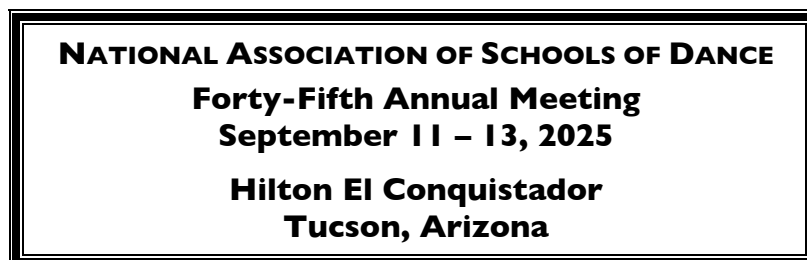 NATIONAL ASSOCIATION OF SCHOOLS OF DANCE
Forty-Fifth Annual Meeting
September 11 – 13, 2025
Hilton El Conquistador
Tucson, Arizona